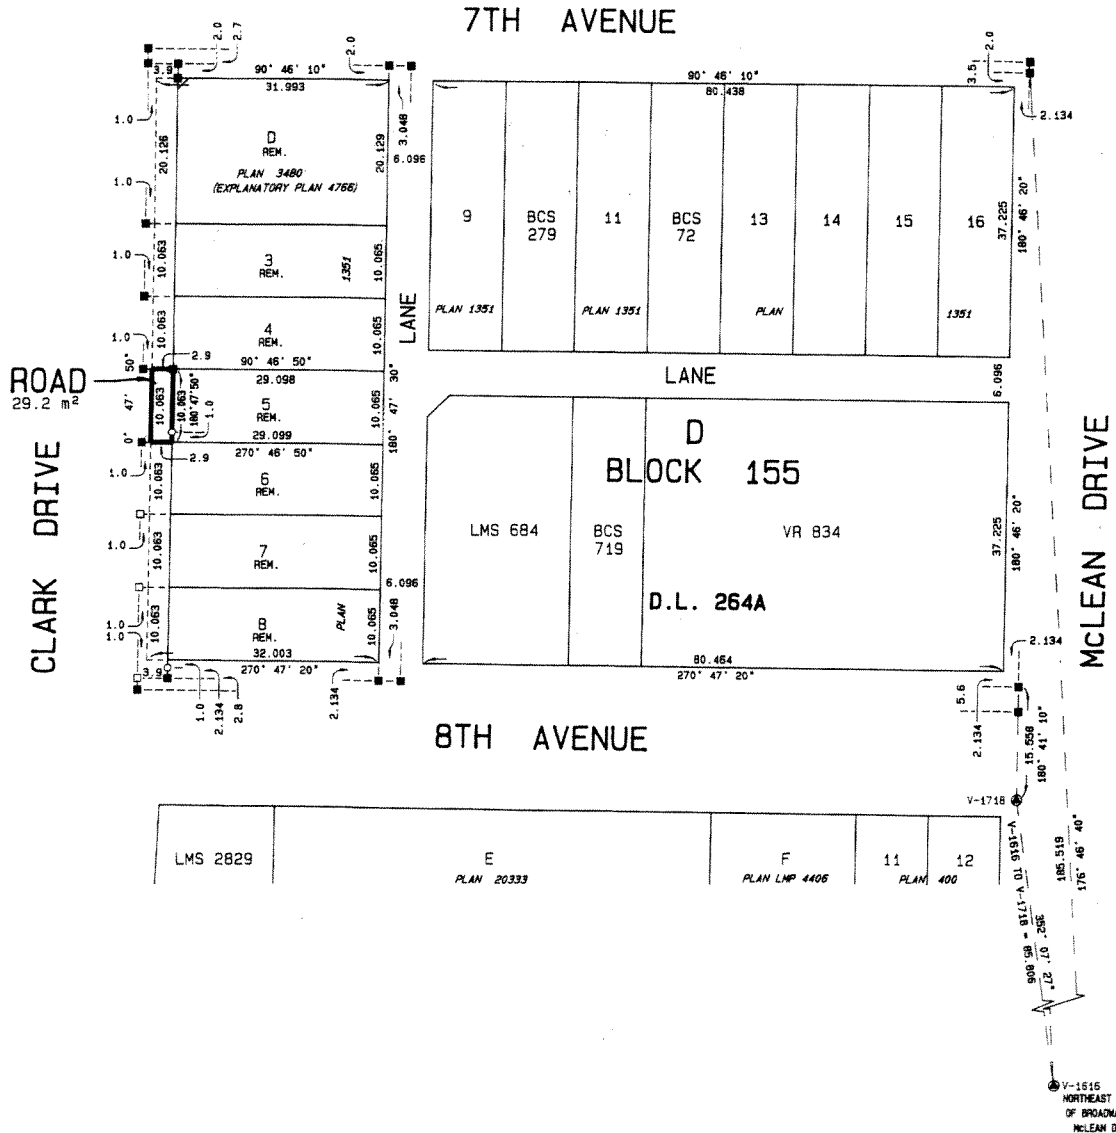 7TH AVENUE
2.0
2.7
2.0
2.0
3.9
90° 46' 10"
31.993
90° 46' 10"
80.438
3.5
2.134
1.0
20.126
D
REM.
PLAN 3480
(EXPLANATORY PLAN 4766)
20.129
3.048
6.096
1.0
9
BCS
279
11
BCS
72
13
14
15
16
37.225
180° 46' 20"
1.0
10.063
3
REM.
1351
10.065
PLAN 1351
PLAN 1351
PLAN
1351
1.0
10.063
4
REM.
10.065
LANE
2.9
90° 46' 50"
29.098
LANE
6.096
ROAD
29.2 m²
0° 47' 50"
10.063
10.063
180°47'50"
1.0
5
REM.
29.099
270° 46' 50"
10.065
180° 47' 30"
2.9
D
BLOCK 155
CLARK DRIVE
MCLEAN DRIVE
1.0
10.063
6
REM.
10.065
LMS 684
BCS
719
VR 834
37.225
180° 46' 20"
1.0
10.063
7
REM.
10.065
6.096
D.L. 264A
1.0
1.0
10.063
8
REM.
PLAN
10.065
3.048
32.003
270° 47' 20"
80.464
270° 47' 20"
2.134
3.9
1.0
2.134
2.8
2.134
5.6
2.134
8TH AVENUE
15.558
180° 41' 10"
V-1718
LMS 2829
E
PLAN 20333
F
PLAN LMP 4406
11
12
PLAN 400
V-1616 TO V-1718 = 85.806
352° 07' 27"
185.519
176° 46' 40"
V-1616
NORTHEAST
OF BROADWA
MCLEAN D